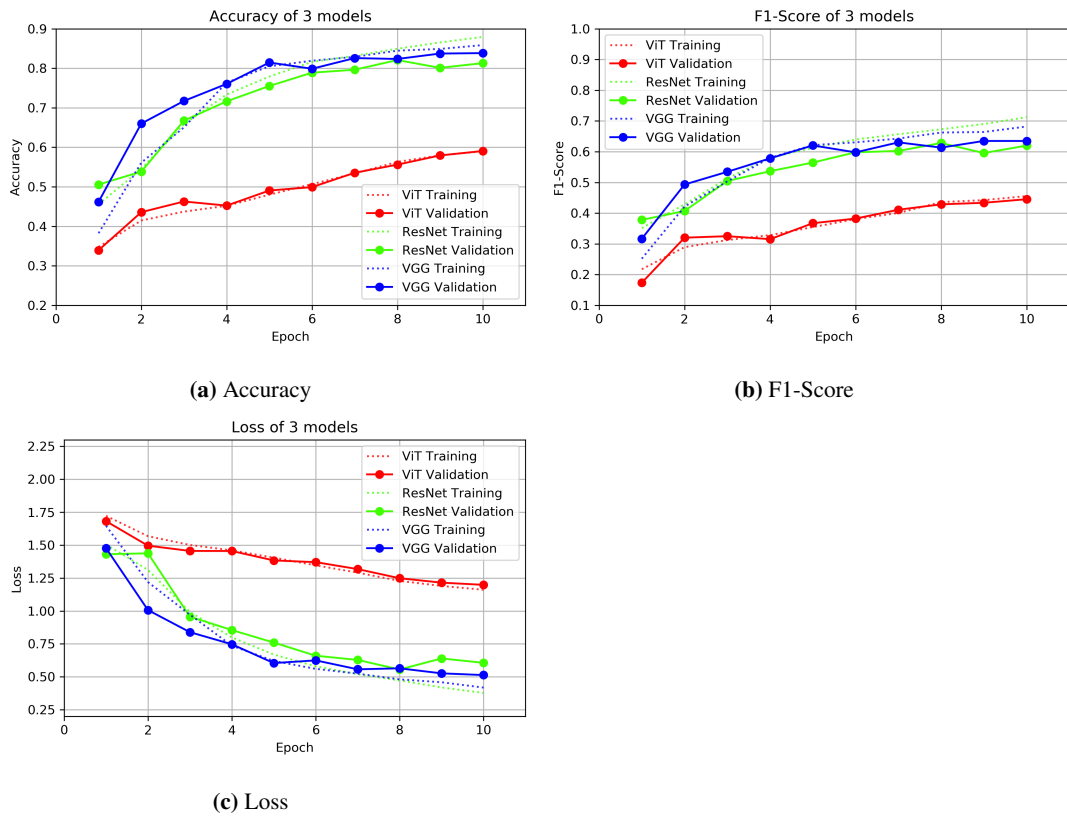 Accuracy of 3 models
0.9
0.8
0.7
0.6
0.5
0.4
0.3
0.2
Accuracy
ViT Training
ViT Validation
ResNet Training
ResNet Validation
VGG Training
VGG Validation
0 2 4 6 8 10
Epoch
(a) Accuracy
F1-Score of 3 models
1.0
0.9
0.8
0.7
0.6
0.5
0.4
0.3
0.2
0.1
F1-Score
ViT Training
ViT Validation
ResNet Training
ResNet Validation
VGG Training
VGG Validation
0 2 4 6 8 10
Epoch
(b) F1-Score
Loss of 3 models
2.25
2.00
1.75
1.50
1.25
1.00
0.75
0.50
0.25
Loss
ViT Training
ViT Validation
ResNet Training
ResNet Validation
VGG Training
VGG Validation
0 2 4 6 8 10
Epoch
(c) Loss